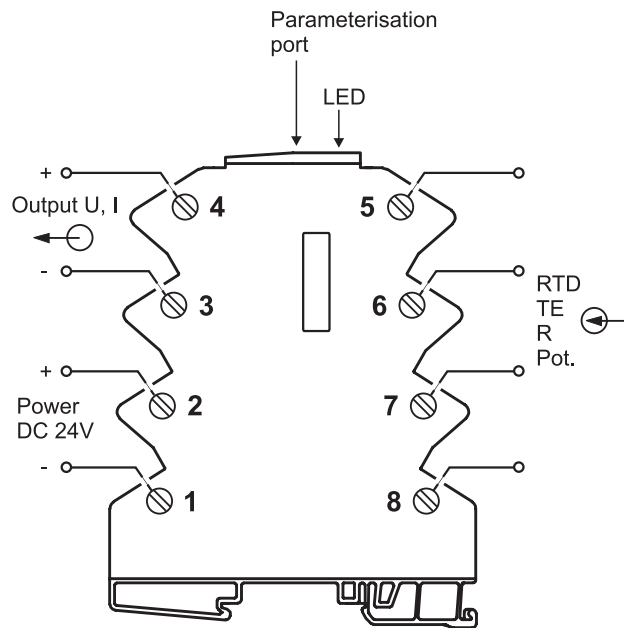 Parameterisation
port
LED
+
Output U, I
4
5
-
3
6
RTD
TE
R
Pot.
+
Power
DC 24V
2
7
-
1
8